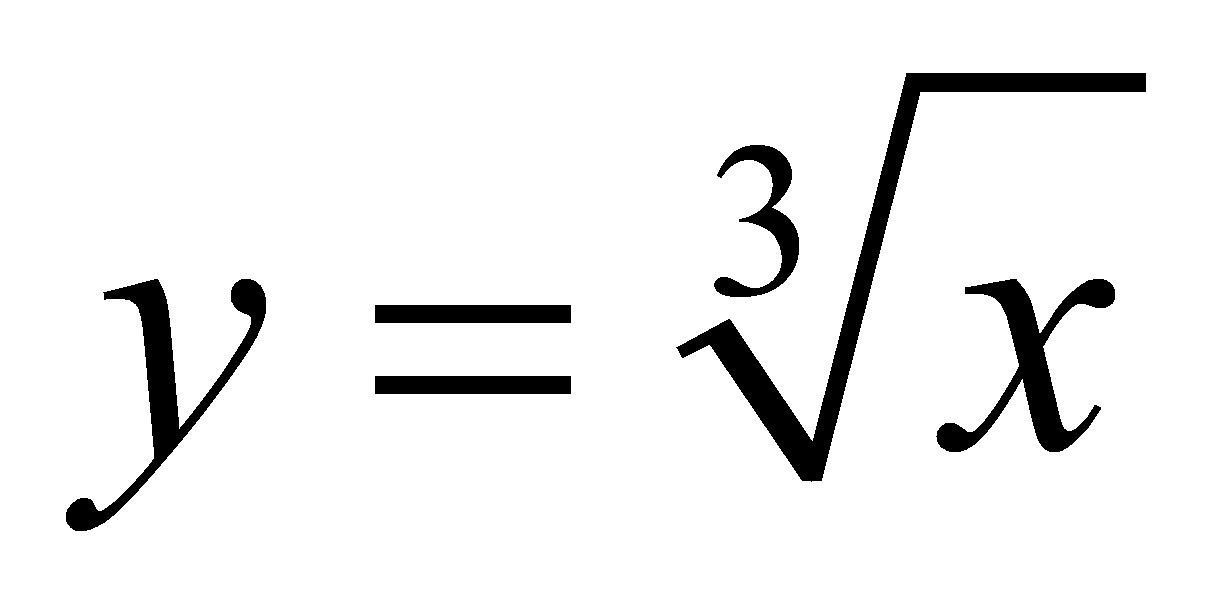 y = ∛x